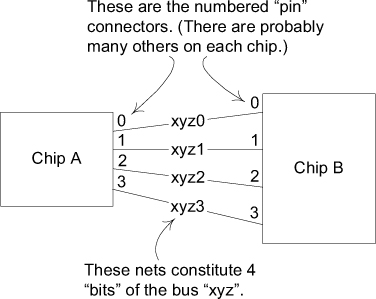 These are the numbered “pin”
connectors. (There are probably
many others on each chip.)
0
0
xyz0
1
xyz1
1
Chip A
2
xyz2
2
Chip B
3
xyz3
3
These nets constitute 4
“bits” of the bus “xyz”.